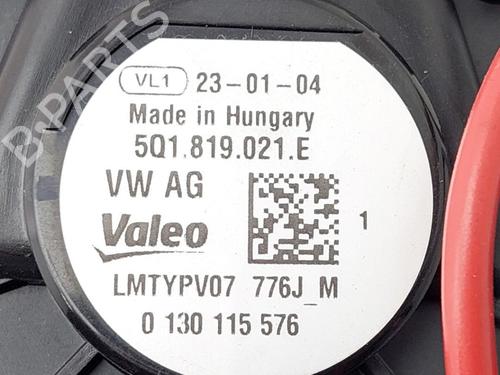 VL1 23-01-04
Made in Hungary
5Q1.819.021.E
VW AG
Valeo
1
LMTYPV07 776J_M
0 130 115 576
B-PARTS